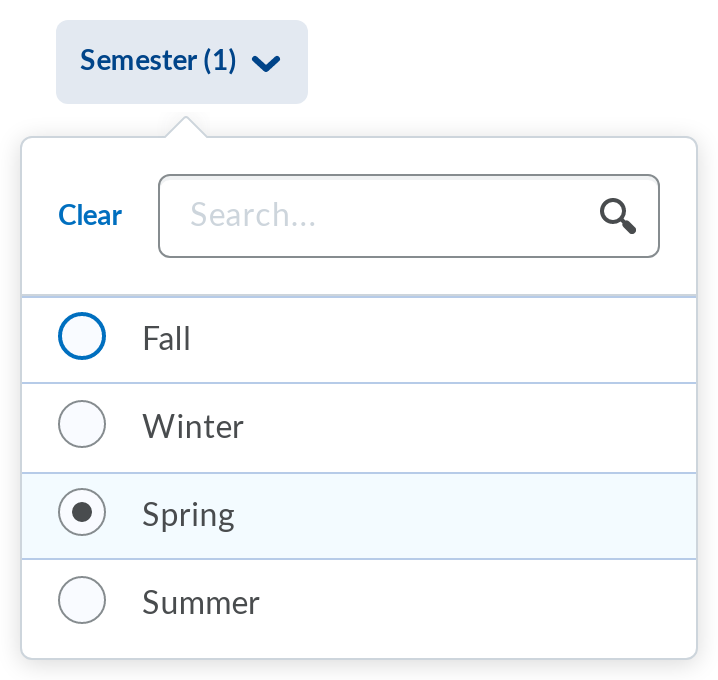 Semester (1)
Clear
Search...
Fall
Winter
Spring
Summer